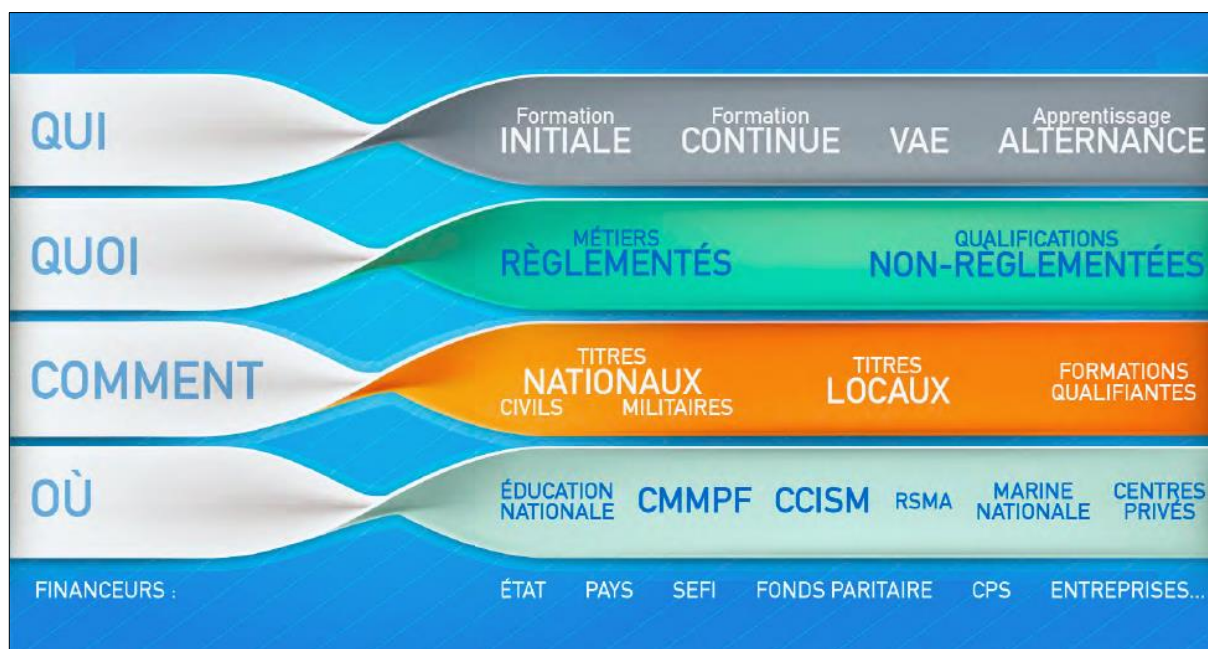 QUI
Formation
INITIALE
Formation
CONTINUE
VAE
Apprentissage
ALTERNANCE
QUOI
MÉTIERS
RÈGLEMENTÉS
QUALIFICATIONS
NON-RÈGLEMENTÉES
COMMENT
TITRES
NATIONAUX
CIVILS MILITAIRES
TITRES
LOCAUX
FORMATIONS
QUALIFIANTES
OÙ
ÉDUCATION
NATIONALE
CMMPF
CCISM
RSMA
MARINE
NATIONALE
CENTRES
PRIVÉS
FINANCEURS : ÉTAT PAYS SEFI FONDS PARITAIRE CPS ENTREPRISES...